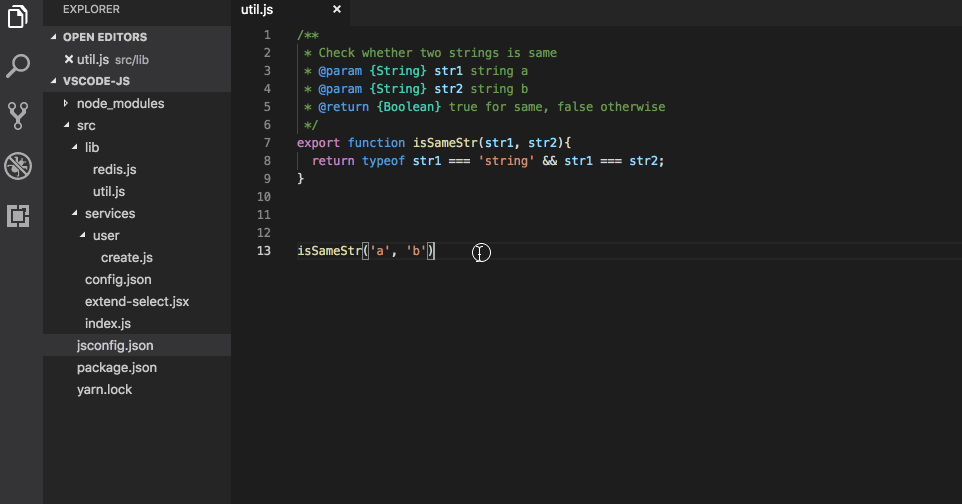 EXPLORER
OPEN EDITORS
util.js src/lib
VSCODE-JS
node_modules
src
lib
redis.js
util.js
services
user
create.js
config.json
extend-select.jsx
index.js
jsconfig.json
package.json
yarn.lock
util.js
1 /**
2 * Check whether two strings is same
3 * @param {String} str1 string a
4 * @param {String} str2 string b
5 * @return {Boolean} true for same, false otherwise
6 */
7 export function isSameStr(str1, str2){
8 return typeof str1 === 'string' && str1 === str2;
9 }
10
11
12
13 isSameStr('a', 'b')